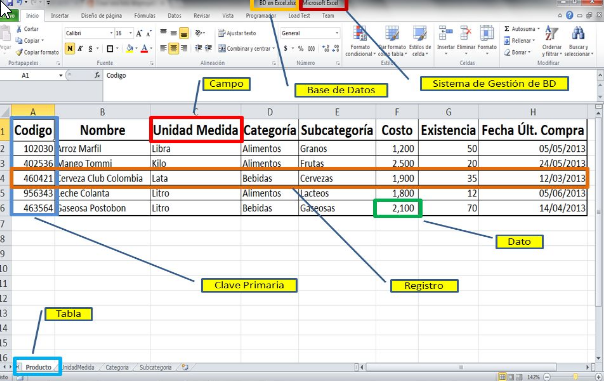 BD en Excel.xlsx Microsoft Excel
Inicio Insertar Diseño de página Fórmulas Datos Revisar Vista Programador Load Test Team
Cortar
Copiar
Copiar formato
Pegar
Portapapeles
Calibri 18
Fuente
Ajustar texto
Combinar y centrar
Alineación
General
Número
Formato condicional
Dar formato como tabla
Estilos de celda
Estilos
Insertar Eliminar Formato
Celdas
Autosuma
Rellenar
Borrar
Ordenar y filtrar
Buscar y seleccionar
Modificar
A1 Codigo
Campo
Base de Datos
Sistema de Gestión de BD
A B C D E F G H
1 Codigo Nombre Unidad Medida Categoría Subcategoría Costo Existencia Fecha Últ. Compra
2 102030 Arroz Marfil Libra Alimentos Granos 1,200 50 05/05/2013
3 402536 Mango Tommi Kilo Alimentos Frutas 2,500 20 24/05/2013
4 460421 Cerveza Club Colombia Lata Bebidas Cervezas 1,900 35 12/03/2013
5 956343 Leche Colanta Litro Alimentos Lacteos 1,800 12 05/06/2013
6 463564 Gaseosa Postobon Litro Bebidas Gaseosas 2,100 70 14/04/2013
7
8
Dato
9
10
11
Clave Primaria
Registro
12
13
Tabla
14
15
16
Producto UnidadMedida Categoria Subcategoria
142%